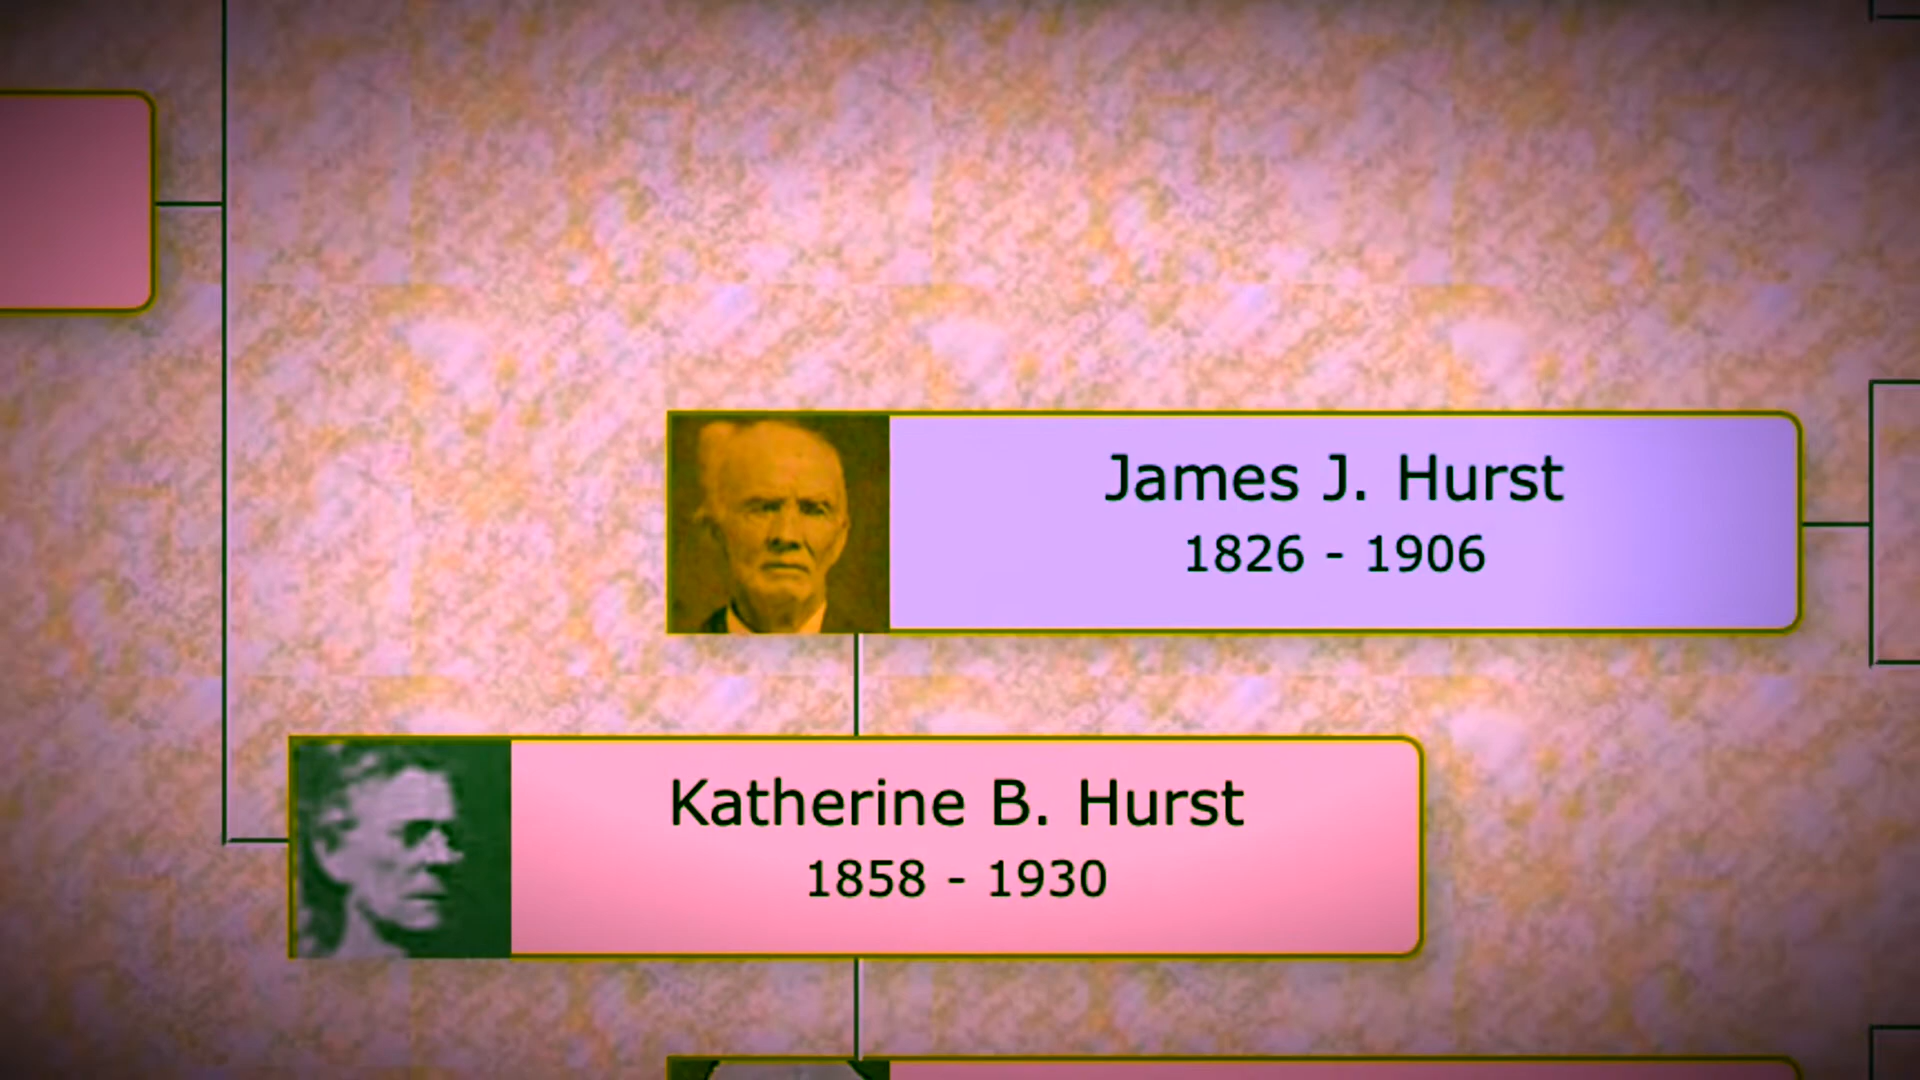 James J. Hurst
1826 - 1906
Katherine B. Hurst
1858 - 1930